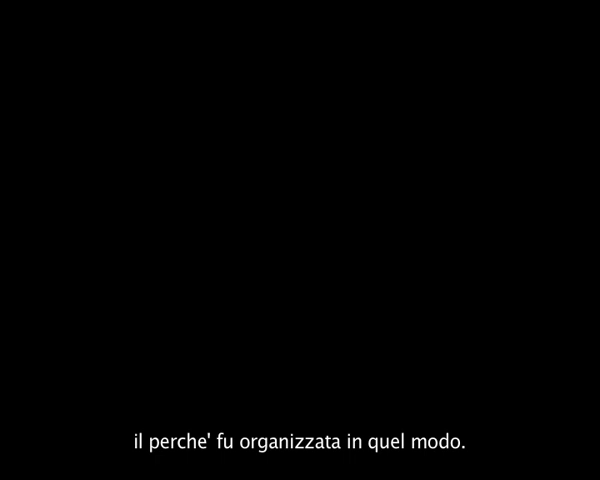 il perche' fu organizzata in quel modo.